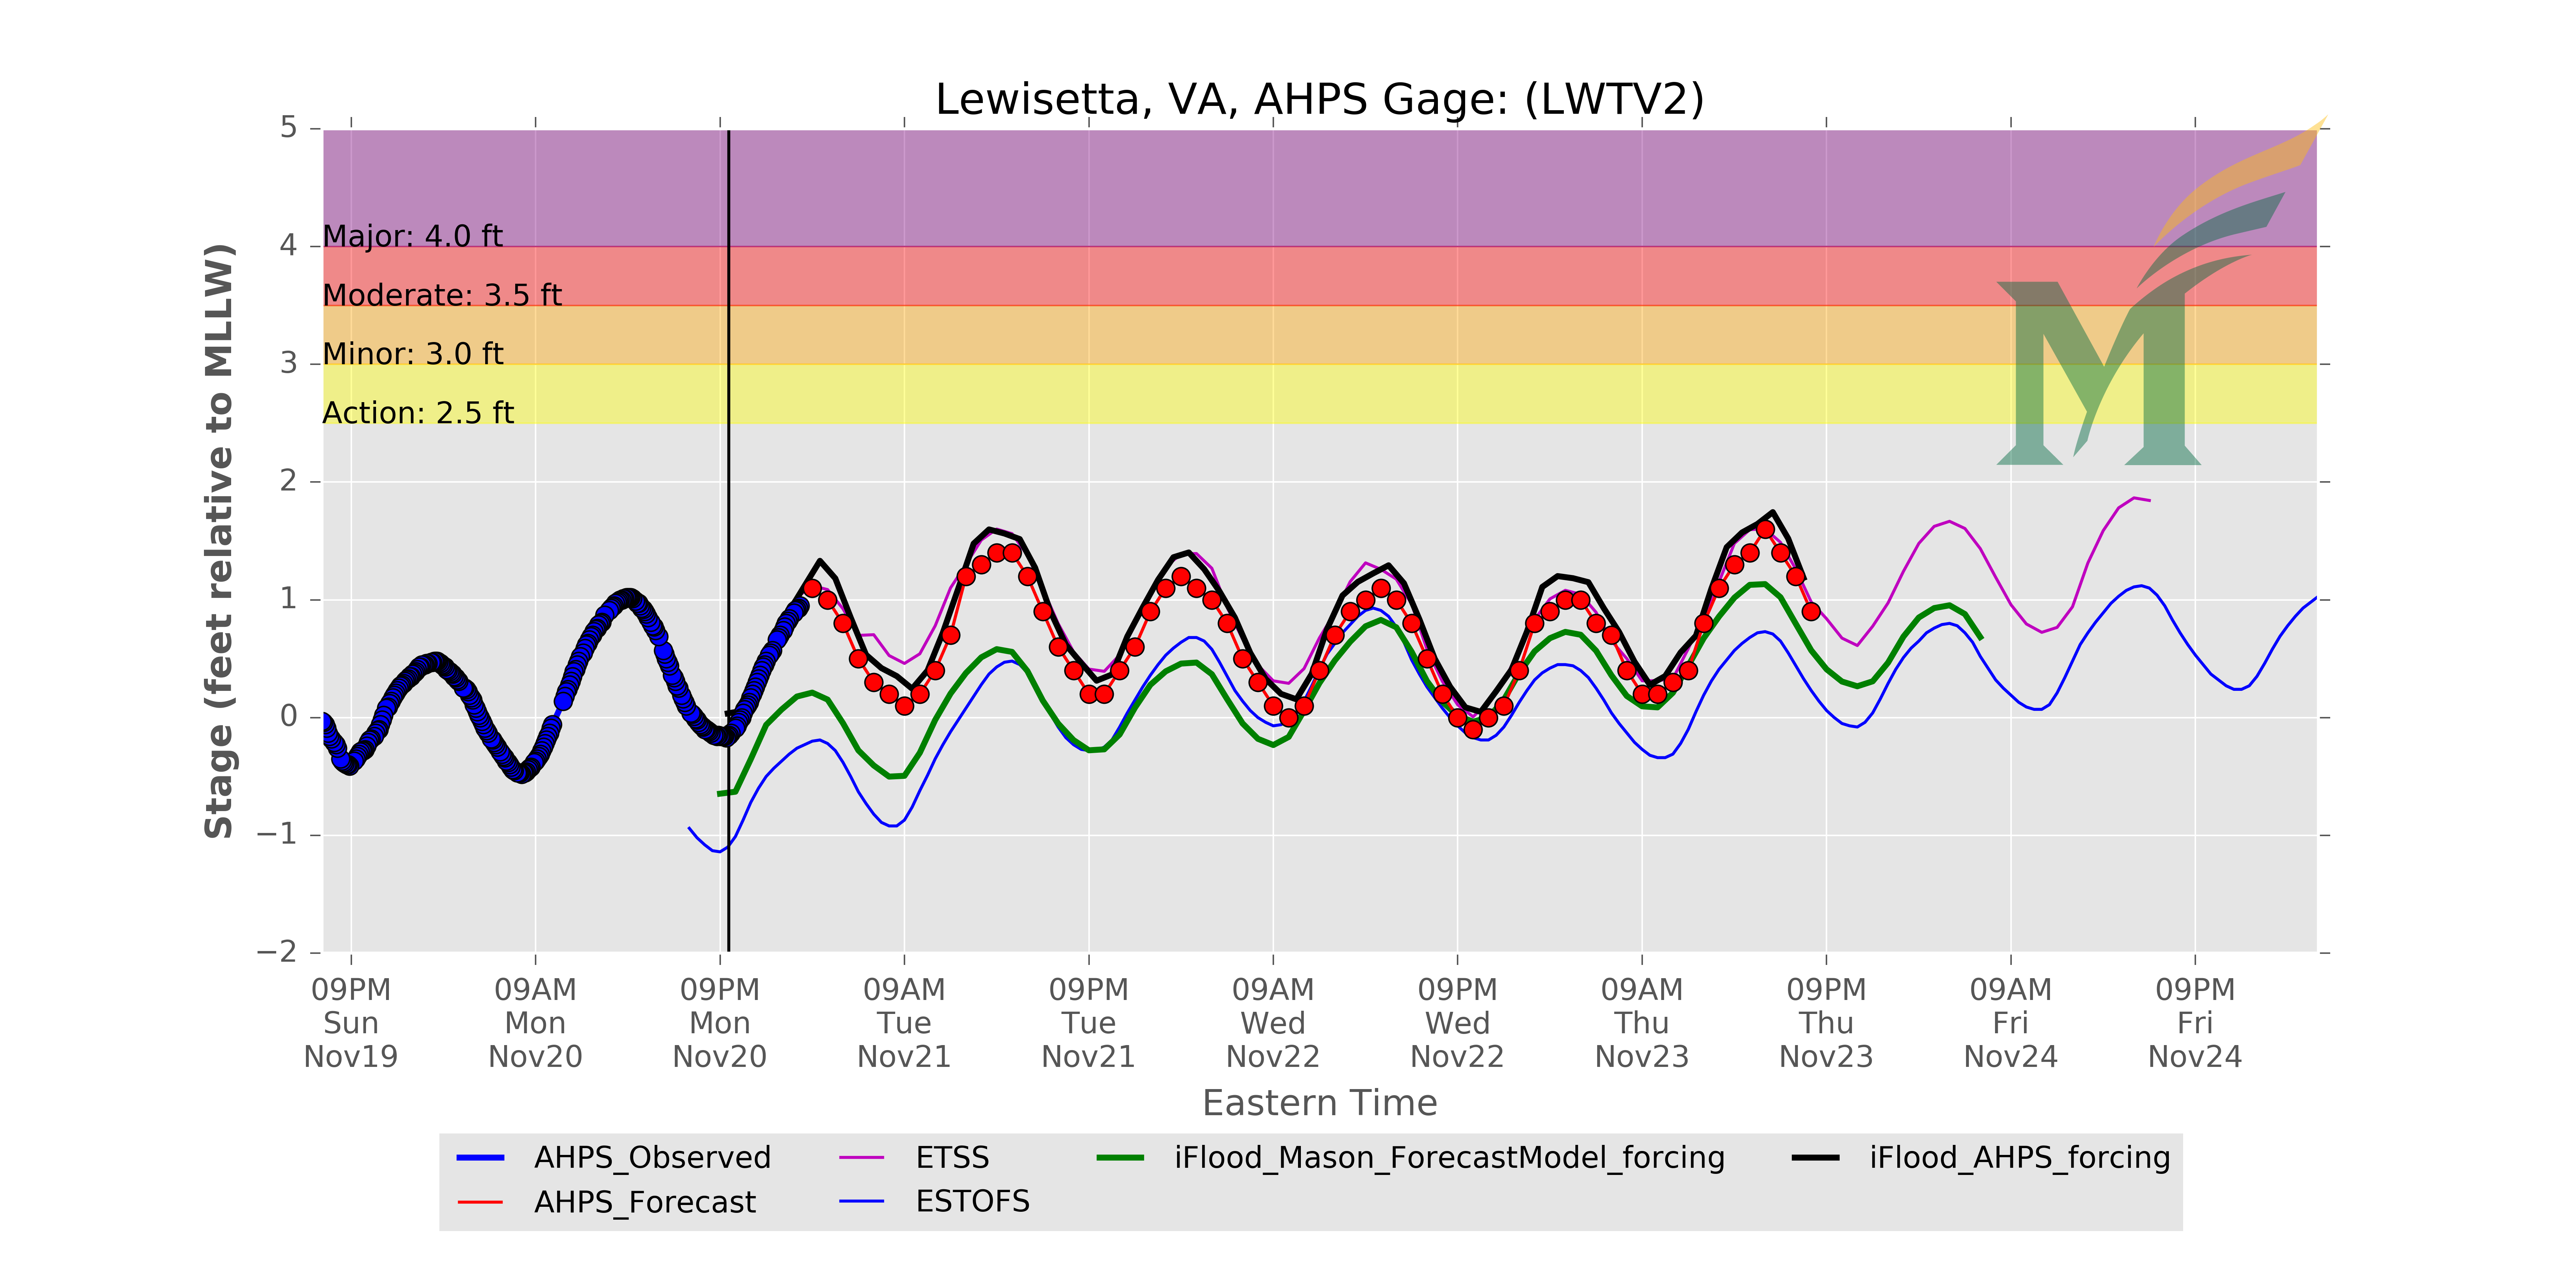 Lewisetta, VA, AHPS Gage: (LWTV2)
Stage (feet relative to MLLW)
5
4
3
2
1
0
−1
−2
Major: 4.0 ft
Moderate: 3.5 ft
Minor: 3.0 ft
Action: 2.5 ft
M
09PM 09AM 09PM 09AM 09PM 09AM 09PM 09AM 09PM 09AM 09PM
Sun Mon Mon Tue Tue Wed Wed Thu Thu Fri Fri
Nov19 Nov20 Nov20 Nov21 Nov21 Nov22 Nov22 Nov23 Nov23 Nov24 Nov24
Eastern Time
AHPS_Observed ETSS iFlood_Mason_ForecastModel_forcing iFlood_AHPS_forcing
AHPS_Forecast ESTOFS